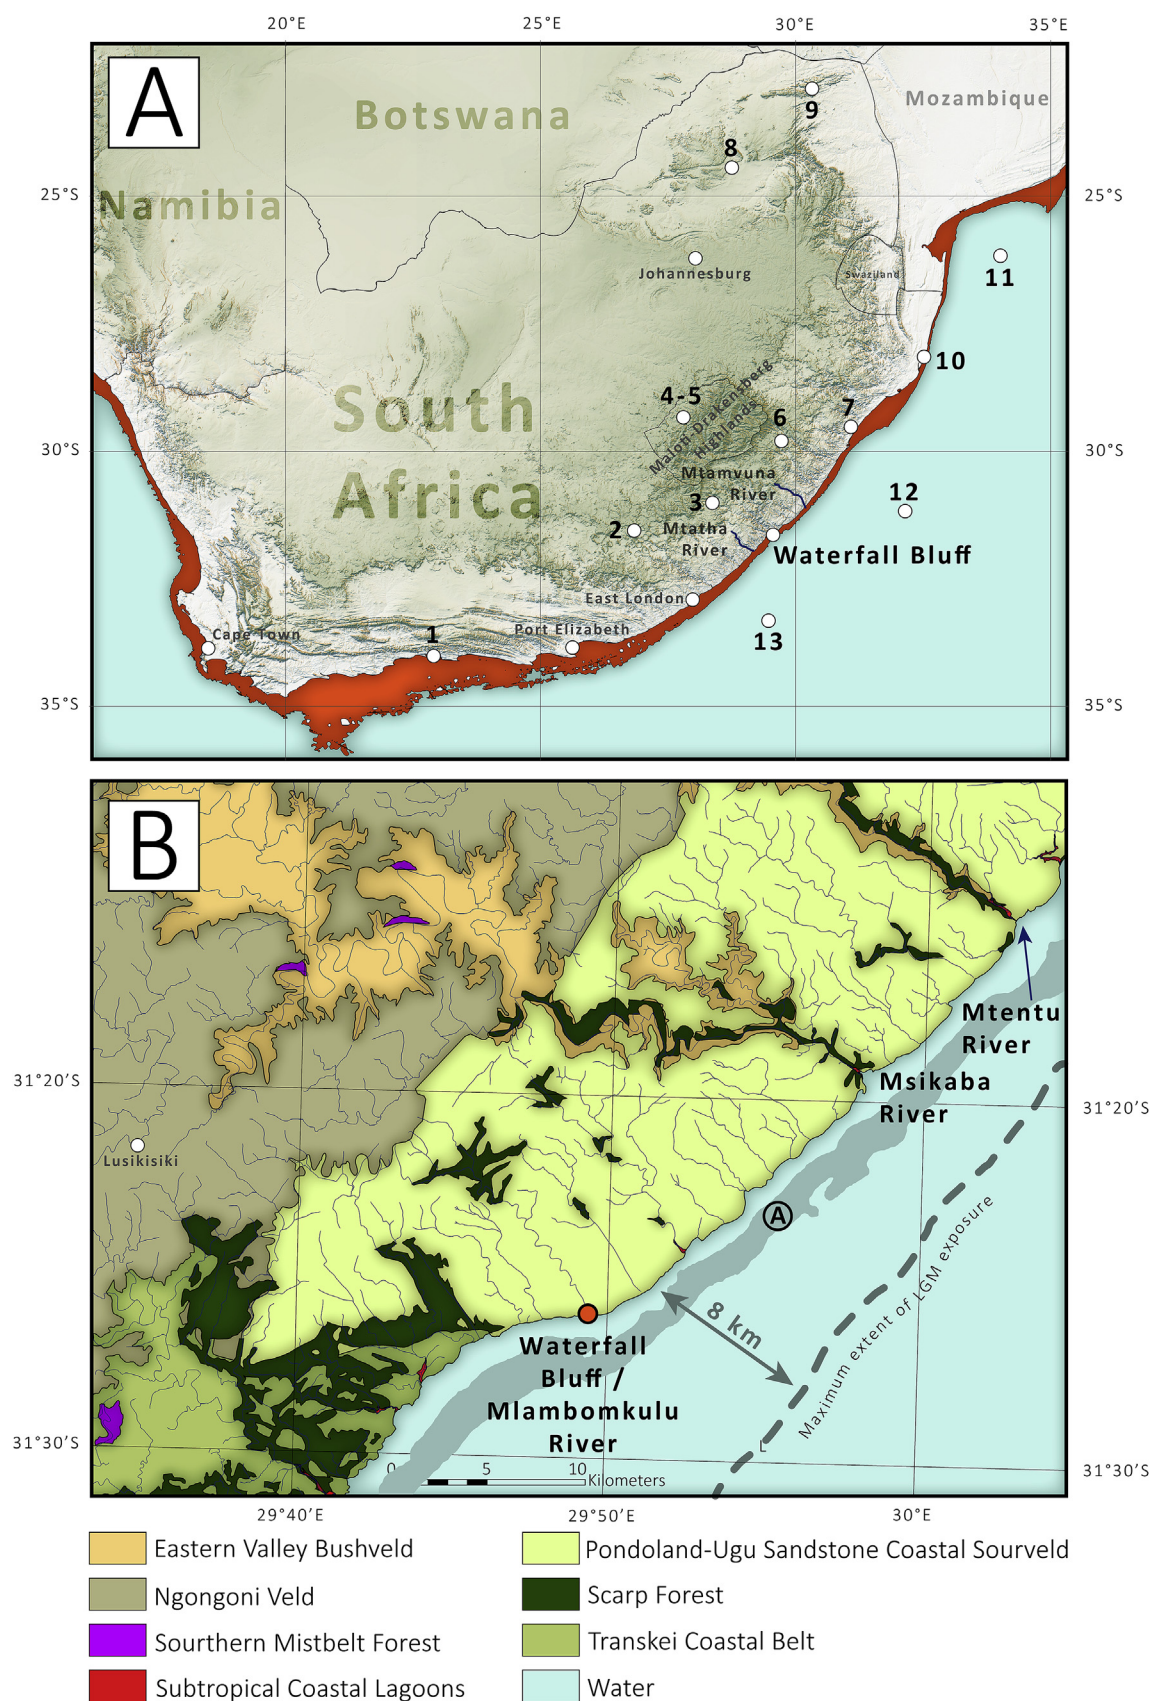 20°E
25°E
30°E
35°E
A
Botswana
Mozambique
9
8
25°S
25°S
Namibia
Johannesburg
Swaziland
11
10
South
Africa
4-5
Maloti-Drakensberg
Highlands
6
7
30°S
30°S
Mtamvuna
River
12
3
2
Mtatha
River
Waterfall Bluff
East London
Port Elizabeth
Cape Town
1
13
35°S
35°S
B
Mtentu
River
Msikaba
River
31°20'S
31°20'S
Lusikisiki
A
8 km
Maximum extent of LGM exposure
L
Waterfall
Bluff /
Mlambomkulu
River
31°30'S
31°30'S
0
5
10
Kilometers
29°40'E
29°50'E
30°E
Eastern Valley Bushveld
Pondoland-Ugu Sandstone Coastal Sourveld
Ngongoni Veld
Scarp Forest
Sourthern Mistbelt Forest
Transkei Coastal Belt
Subtropical Coastal Lagoons
Water